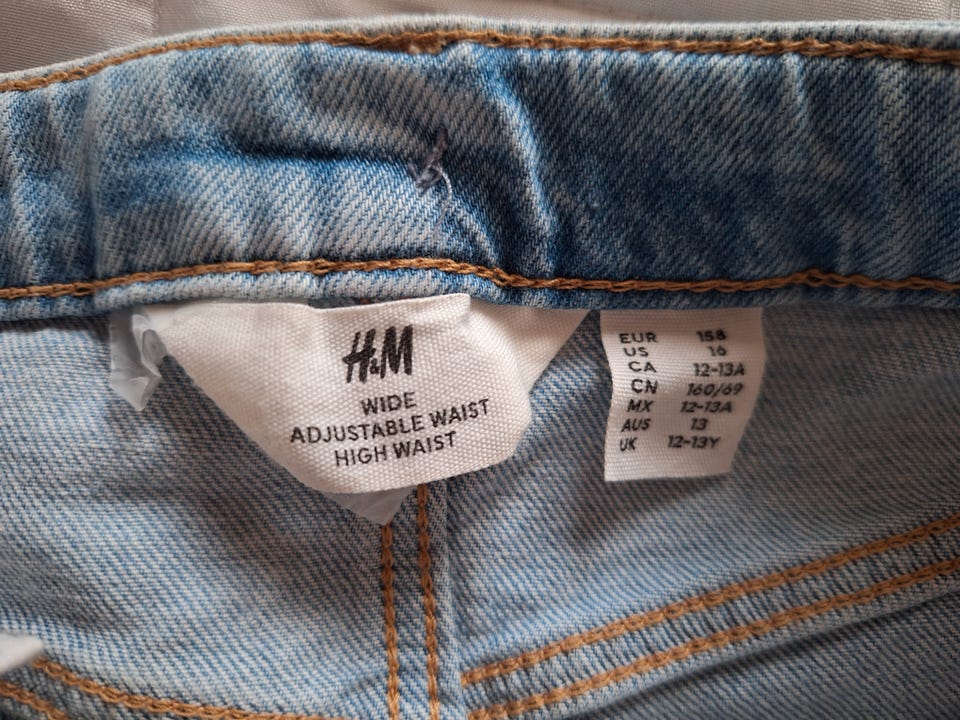 H&M
WIDE
ADJUSTABLE WAIST
HIGH WAIST
EUR 158
US 16
CA 12-13A
CN 160/69
MX 12-13A
AUS 13
UK 12-13Y